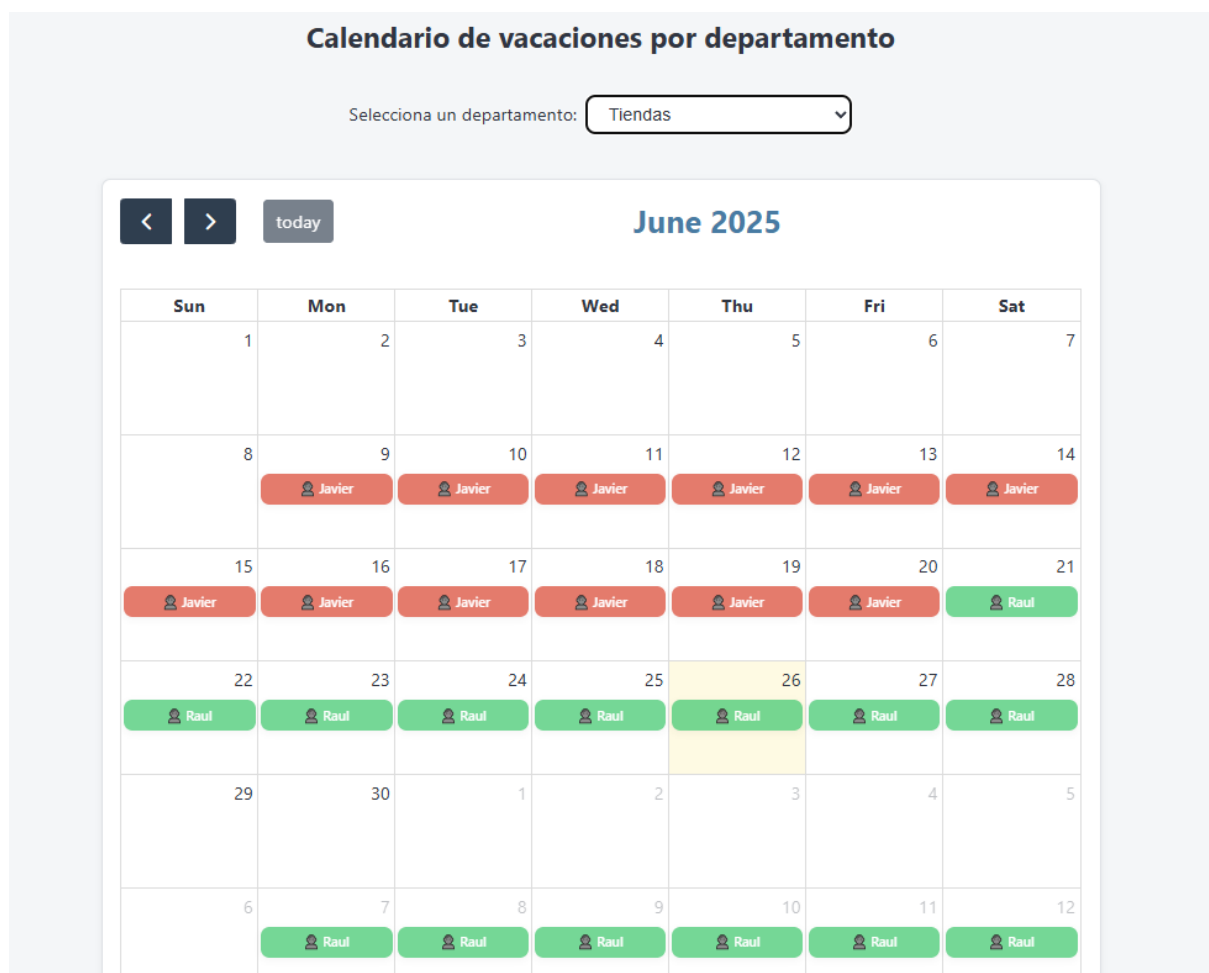 Calendario de vacaciones por departamento
Selecciona un departamento: Tiendas
today June 2025
Sun Mon Tue Wed Thu Fri Sat
1 2 3 4 5 6 7
8 9 10 11 12 13 14
Javier Javier Javier Javier Javier Javier
15 16 17 18 19 20 21
Javier Javier Javier Javier Javier Javier Raul
22 23 24 25 26 27 28
Raul Raul Raul Raul Raul Raul Raul
29 30 1 2 3 4 5
6 7 8 9 10 11 12
Raul Raul Raul Raul Raul Raul